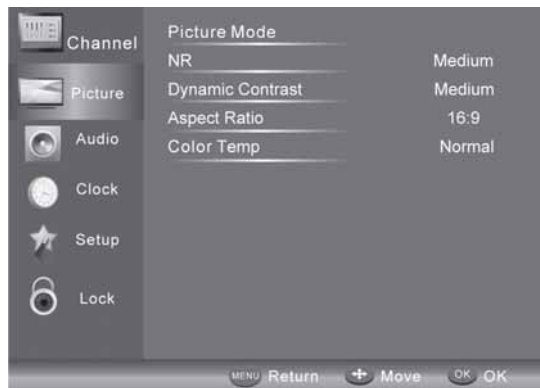 Channel
Picture
Audio
Clock
Setup
Lock
Picture Mode
NR Medium
Dynamic Contrast Medium
Aspect Ratio 16:9
Color Temp Normal
MENU Return Move OK OK